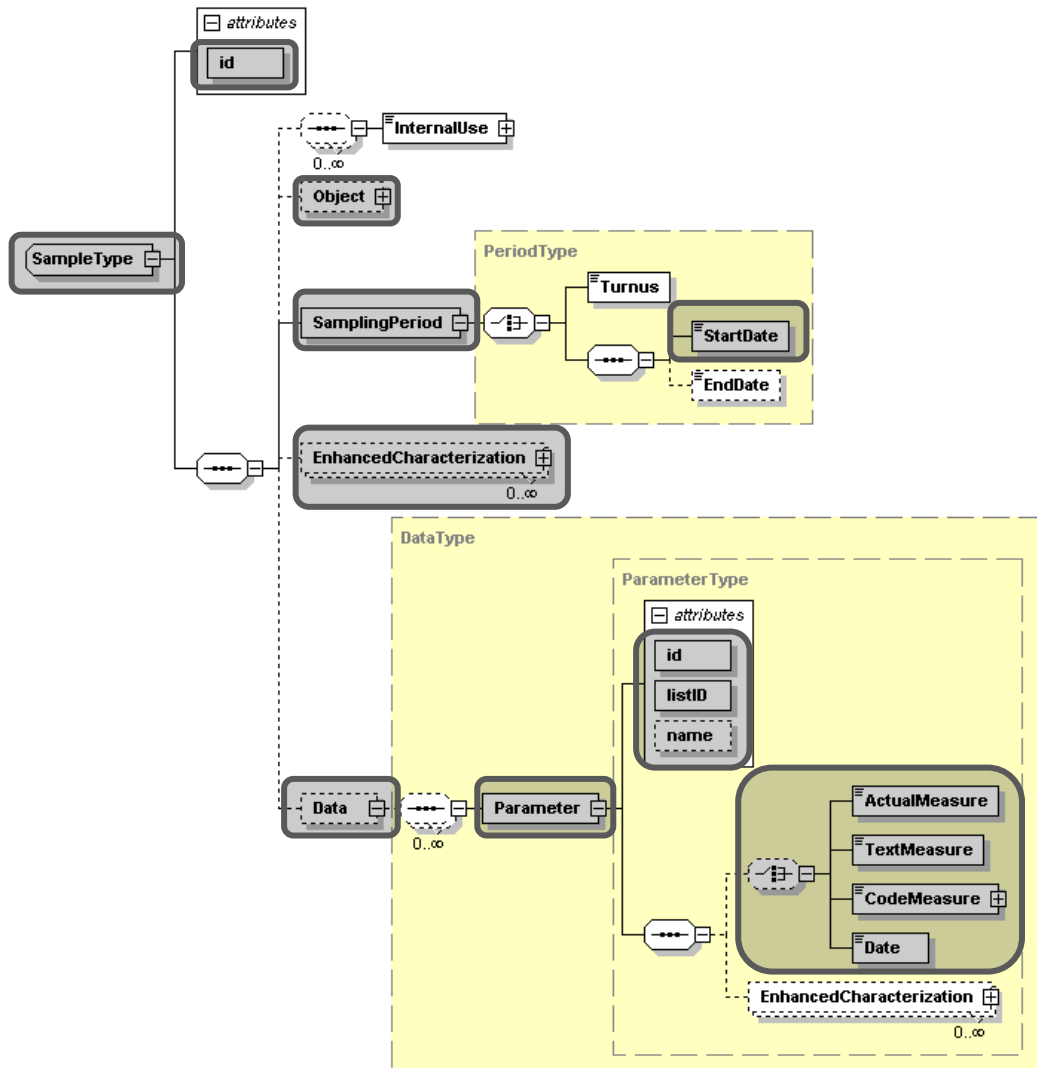 attributes
id
InternalUse
0..∞
Object
SampleType
PeriodType
Turnus
SamplingPeriod
StartDate
EndDate
EnhancedCharacterization
0..∞
DataType
ParameterType
attributes
id
listID
name
Data
Parameter
0..∞
ActualMeasure
TextMeasure
CodeMeasure
Date
EnhancedCharacterization
0..∞